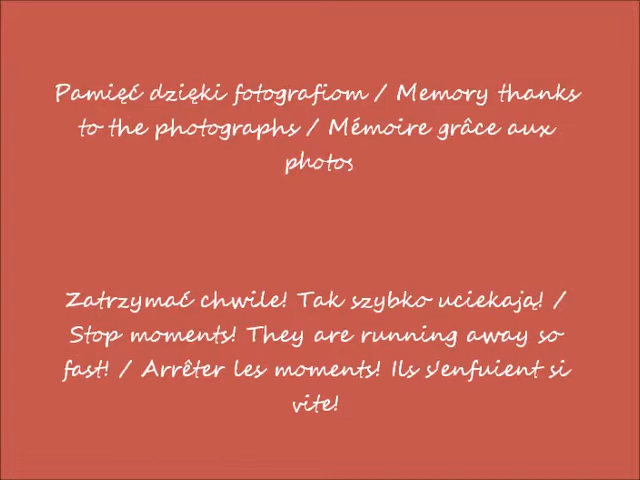 Pamięć dzięki fotografiom / Memory thanks
to the photographs / Mémoire grâce aux
photos
Zatrzymać chwile! Tak szybko uciekają! /
Stop moments! They are running away so
fast! / Arrêter les moments! Ils s'enfuient si
vite!